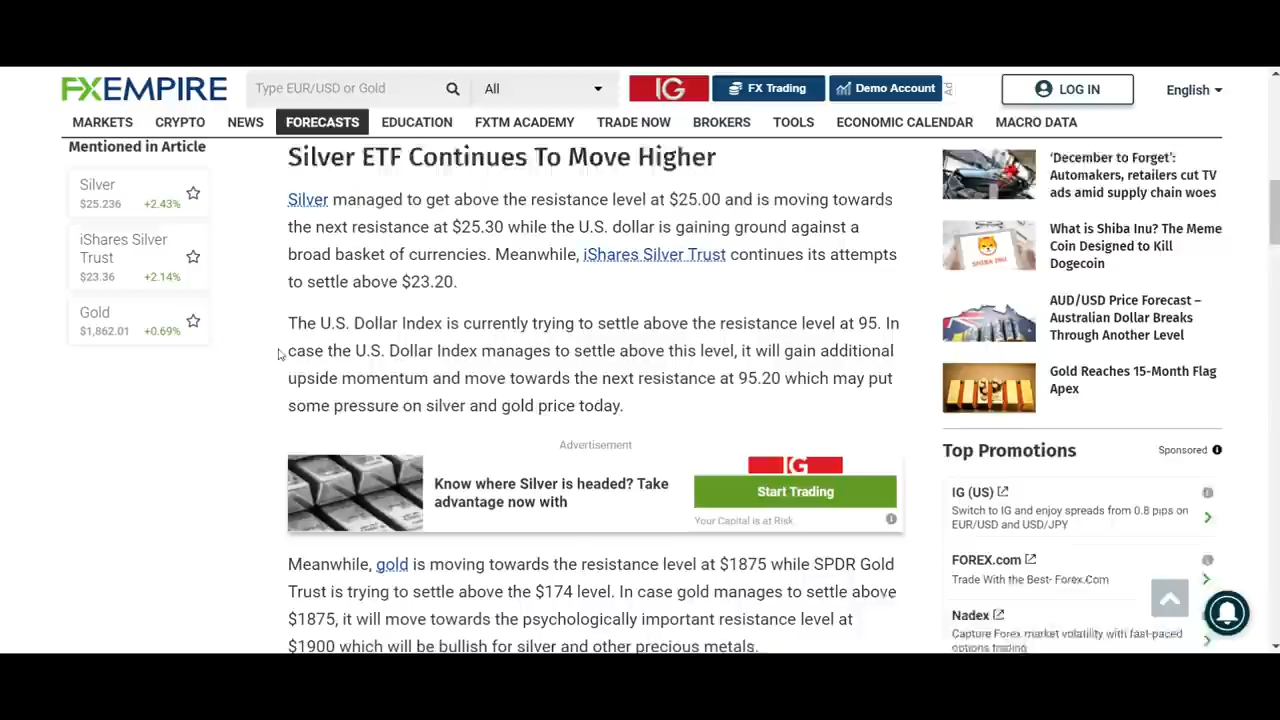 FXEMPIRE
Type EUR/USD or Gold
All
IG
FX Trading
Demo Account
Ad
LOG IN
English
MARKETS
CRYPTO
NEWS
FORECASTS
EDUCATION
FXTM ACADEMY
TRADE NOW
BROKERS
TOOLS
ECONOMIC CALENDAR
MACRO DATA
Mentioned in Article
Silver
$25.236 +2.43%
iShares Silver
Trust
$23.36 +2.14%
Gold
$1,862.01 +0.69%
Silver ETF Continues To Move Higher
Silver managed to get above the resistance level at $25.00 and is moving towards
the next resistance at $25.30 while the U.S. dollar is gaining ground against a
broad basket of currencies. Meanwhile, iShares Silver Trust continues its attempts
to settle above $23.20.
The U.S. Dollar Index is currently trying to settle above the resistance level at 95. In
case the U.S. Dollar Index manages to settle above this level, it will gain additional
upside momentum and move towards the next resistance at 95.20 which may put
some pressure on silver and gold price today.
Advertisement
Know where Silver is headed? Take
advantage now with
IG
Start Trading
Your Capital is at Risk
Meanwhile, gold is moving towards the resistance level at $1875 while SPDR Gold
Trust is trying to settle above the $174 level. In case gold manages to settle above
$1875, it will move towards the psychologically important resistance level at
$1900 which will be bullish for silver and other precious metals.
'December to Forget':
Automakers, retailers cut TV
ads amid supply chain woes
What is Shiba Inu? The Meme
Coin Designed to Kill
Dogecoin
AUD/USD Price Forecast –
Australian Dollar Breaks
Through Another Level
Gold Reaches 15-Month Flag
Apex
Top Promotions
Sponsored
IG (US)
Switch to IG and enjoy spreads from 0.8 pips on
EUR/USD and USD/JPY
FOREX.com
Trade With the Best- Forex.Com
Nadex
Capture Forex market volatility with fast-paced
options trading